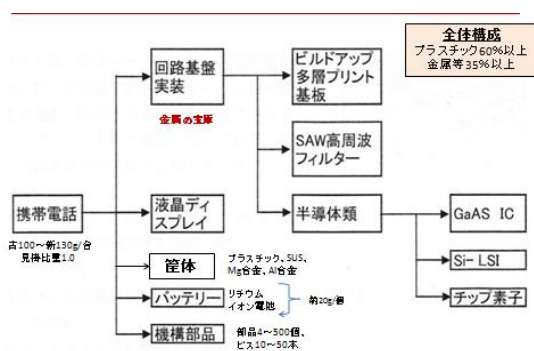 全体構成
プラスチック60%以上
金属等35%以上
回路基盤
実装
金属の宝庫
ビルドアップ
多層プリント
基板
SAW高周波
フィルター
携帯電話
古100~新130g/台
見掛比重1.0
液晶ディ
スプレイ
半導体類
GaAS IC
Si-LSI
チップ素子
筐体
プラスチック、SUS、
Mg合金、Al合金
バッテリー
リチウム
イオン電池
約20g/個
機構部品
部品4~500個、
ビス10~50本